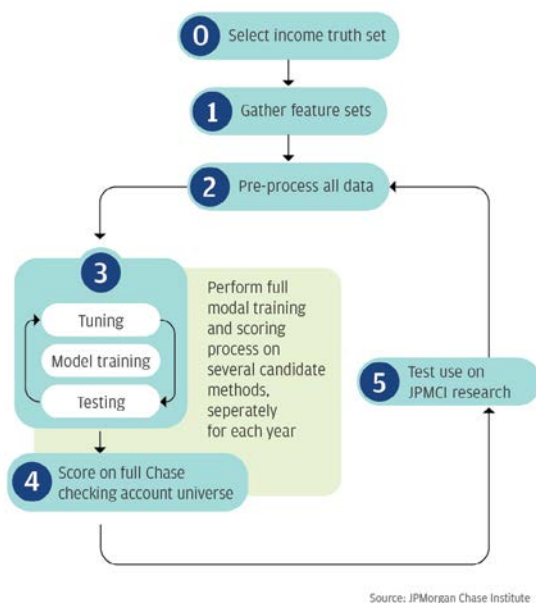 0 Select income truth set
1 Gather feature sets
2 Pre-process all data
3
Tuning
Model training
Testing
Perform full
modal training
and scoring
process on
several candidate
methods,
seperately
for each year
4 Score on full Chase
checking account universe
5 Test use on
JPMCI research
Source: JPMorgan Chase Institute